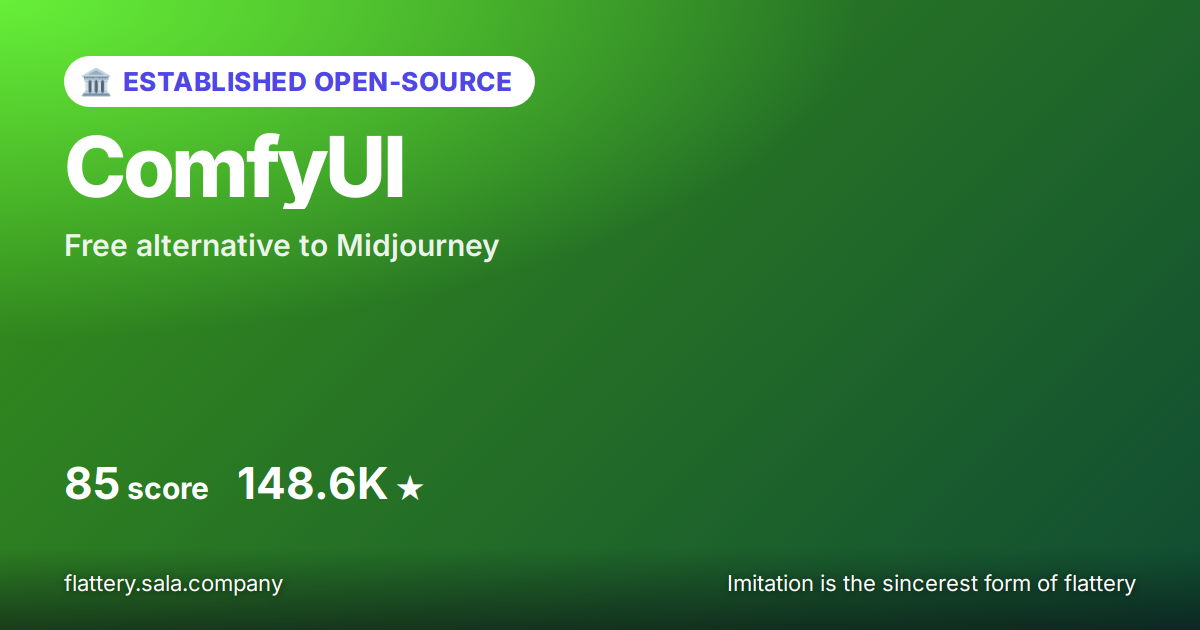 🏛️ ESTABLISHED OPEN-SOURCE
ComfyUI
Free alternative to Midjourney
85 score 148.6K ★
flattery.sala.company
Imitation is the sincerest form of flattery